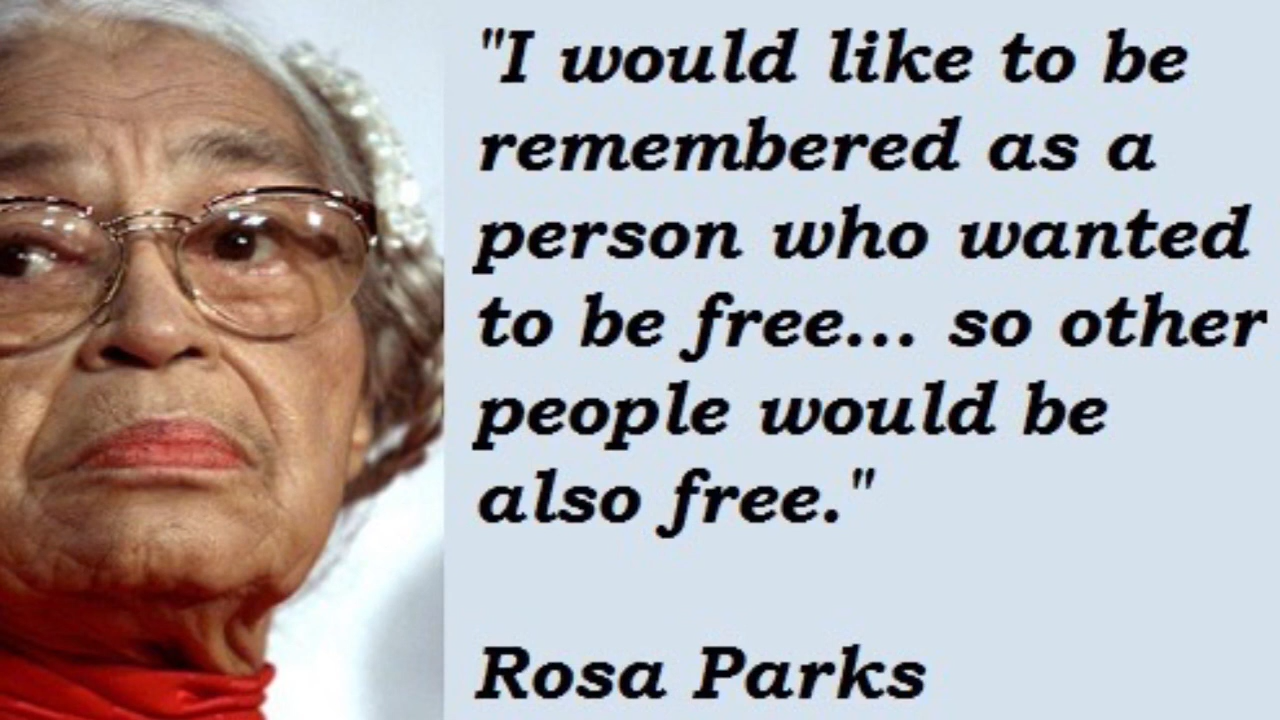 "I would like to be
remembered as a
person who wanted
to be free... so other
people would be
also free."
Rosa Parks